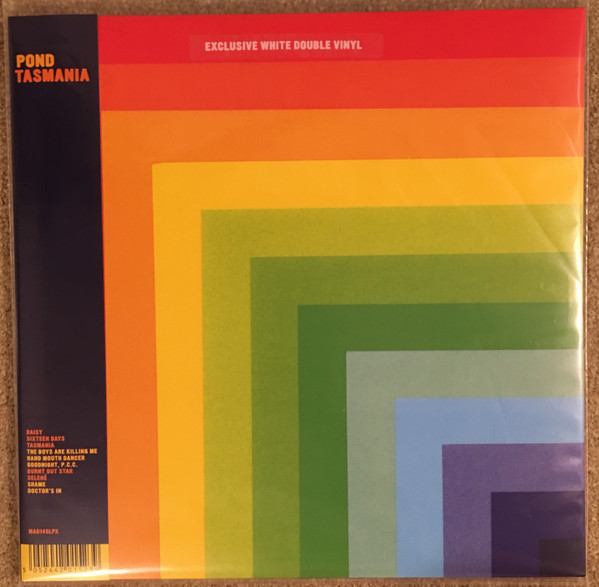 EXCLUSIVE WHITE DOUBLE VINYL
POND
TASMANIA
DAISY
SIXTEEN DAYS
TASMANIA
THE BOYS ARE KILLING ME
HAND MOUTH DANCER
GOODNIGHT, P.C.C.
BURNT OUT STAR
SELENÉ
SHAME
DOCTOR'S IN